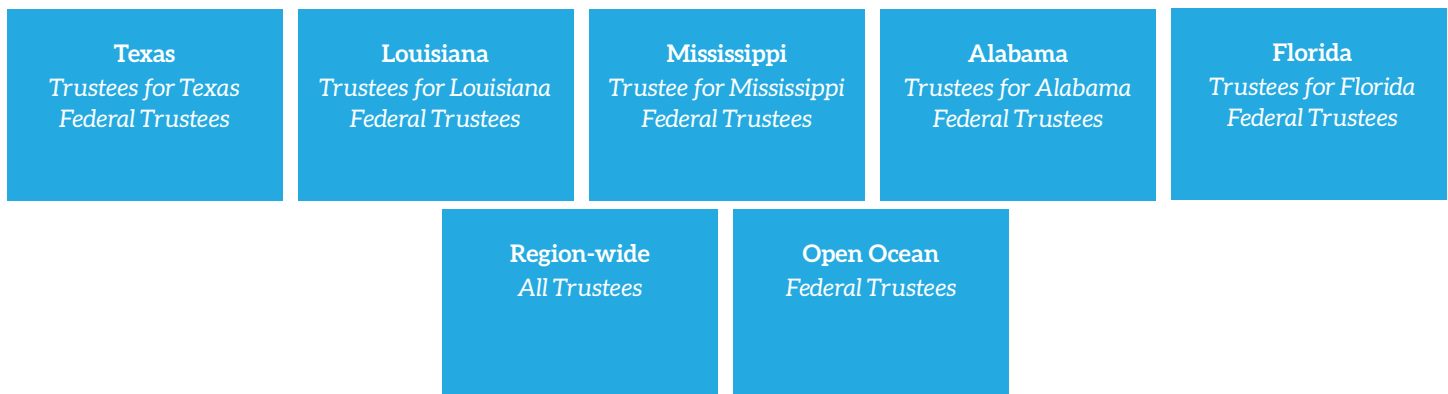 Texas
Trustees for Texas
Federal Trustees
Louisiana
Trustees for Louisiana
Federal Trustees
Mississippi
Trustee for Mississippi
Federal Trustees
Alabama
Trustees for Alabama
Federal Trustees
Florida
Trustees for Florida
Federal Trustees
Region-wide
All Trustees
Open Ocean
Federal Trustees